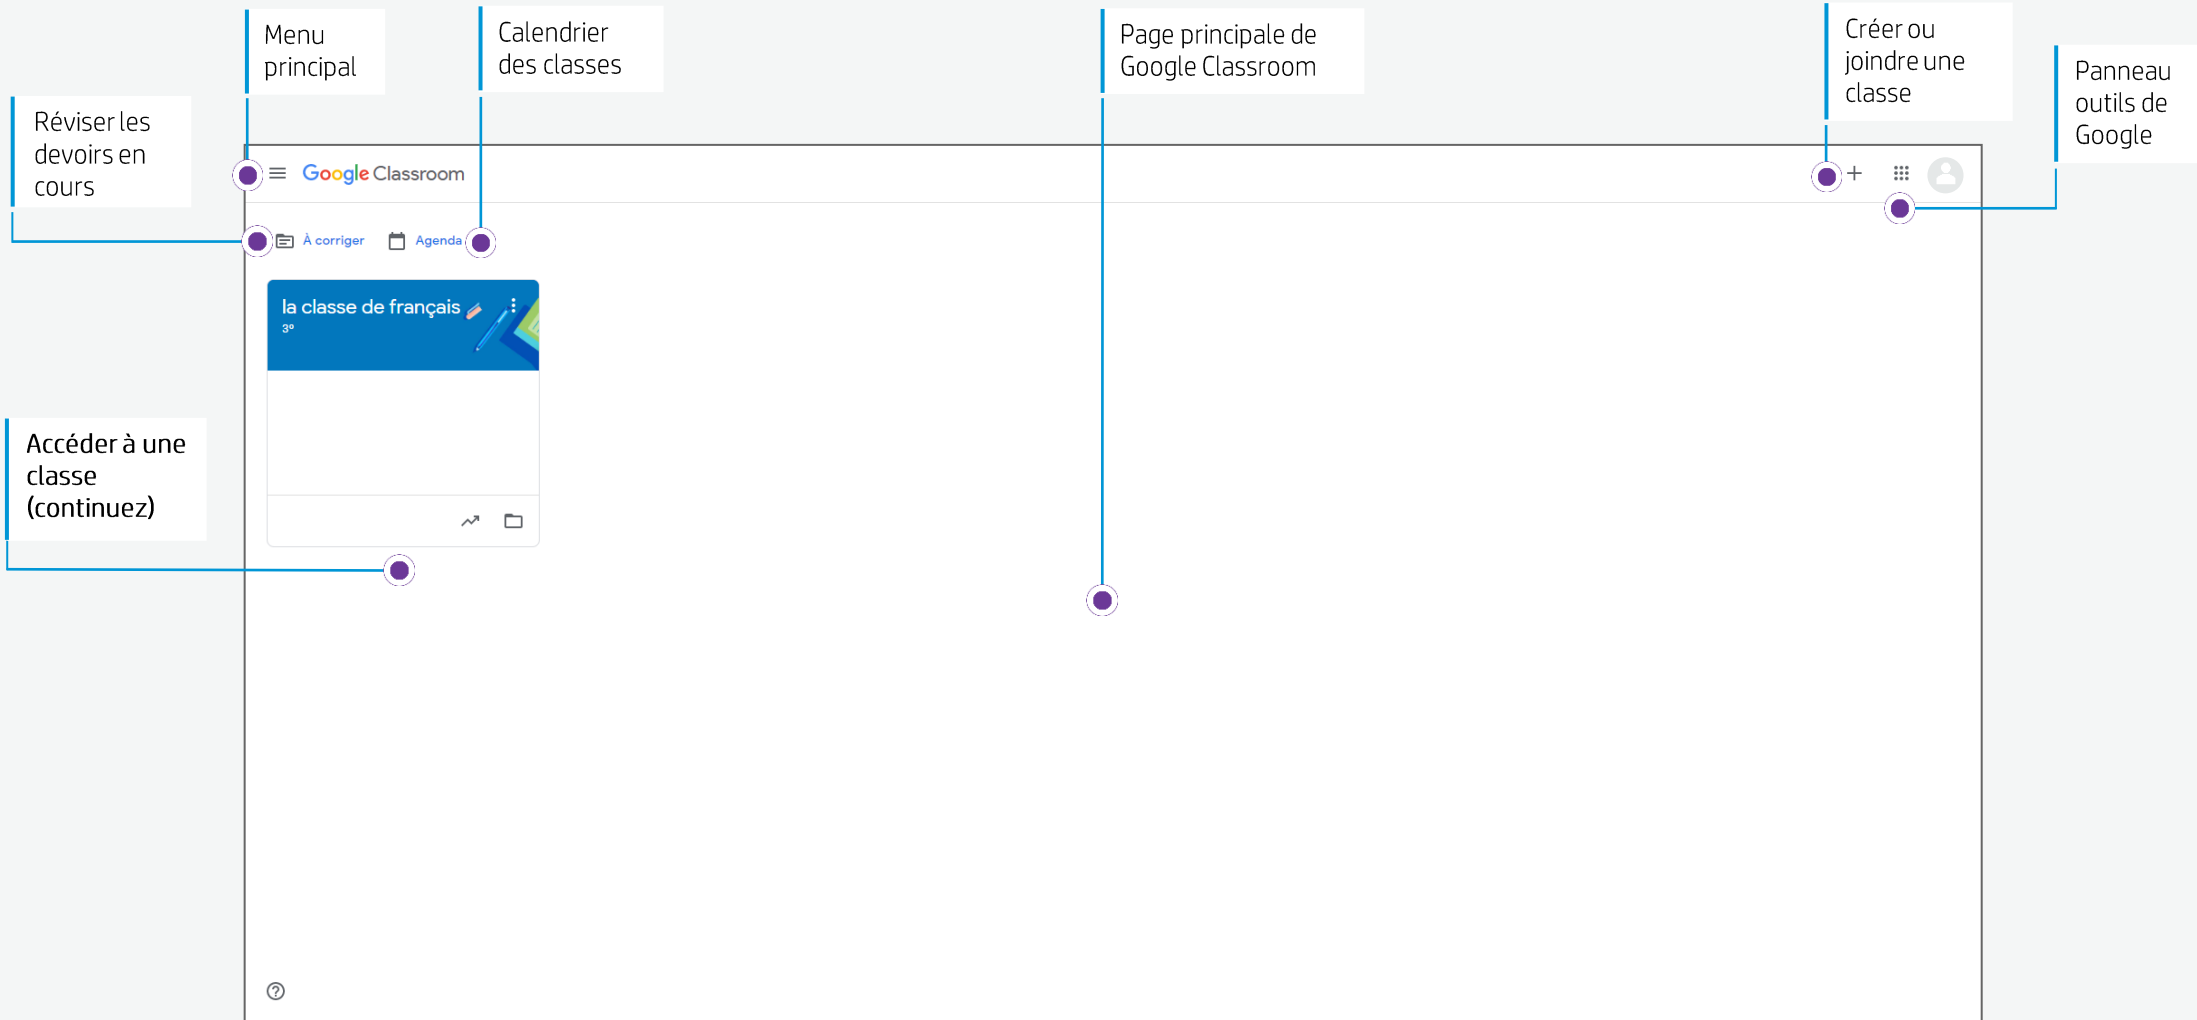 Menu
principal
Calendrier
des classes
Page principale de
Google Classroom
Créer ou
joindre une
classe
Panneau
outils de
Google
Réviser les
devoirs en
cours
Google Classroom
À corriger
Agenda
la classe de français
3º
Accéder à une
classe
(continuez)